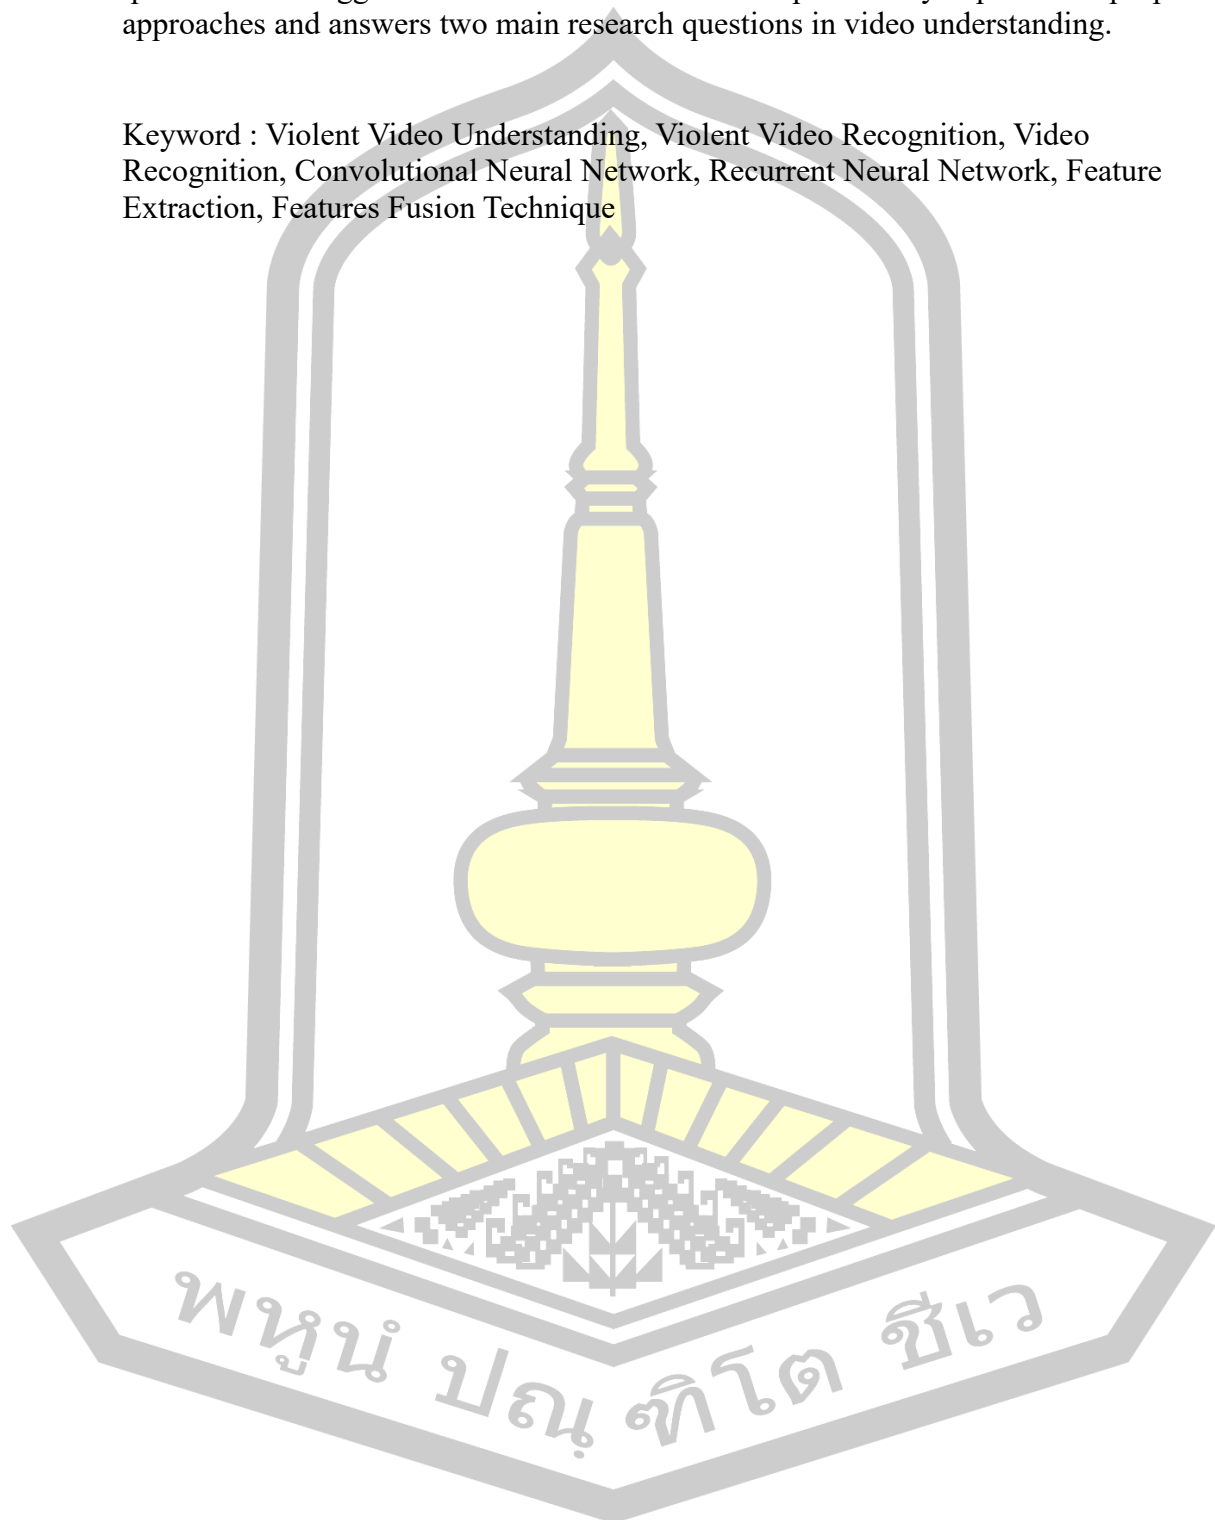 approaches and answers two main research questions in video understanding.
Keyword : Violent Video Understanding, Violent Video Recognition, Video
Recognition, Convolutional Neural Network, Recurrent Neural Network, Feature
Extraction, Features Fusion Technique
พหูนํ ปณฺฑิโต ชีเว